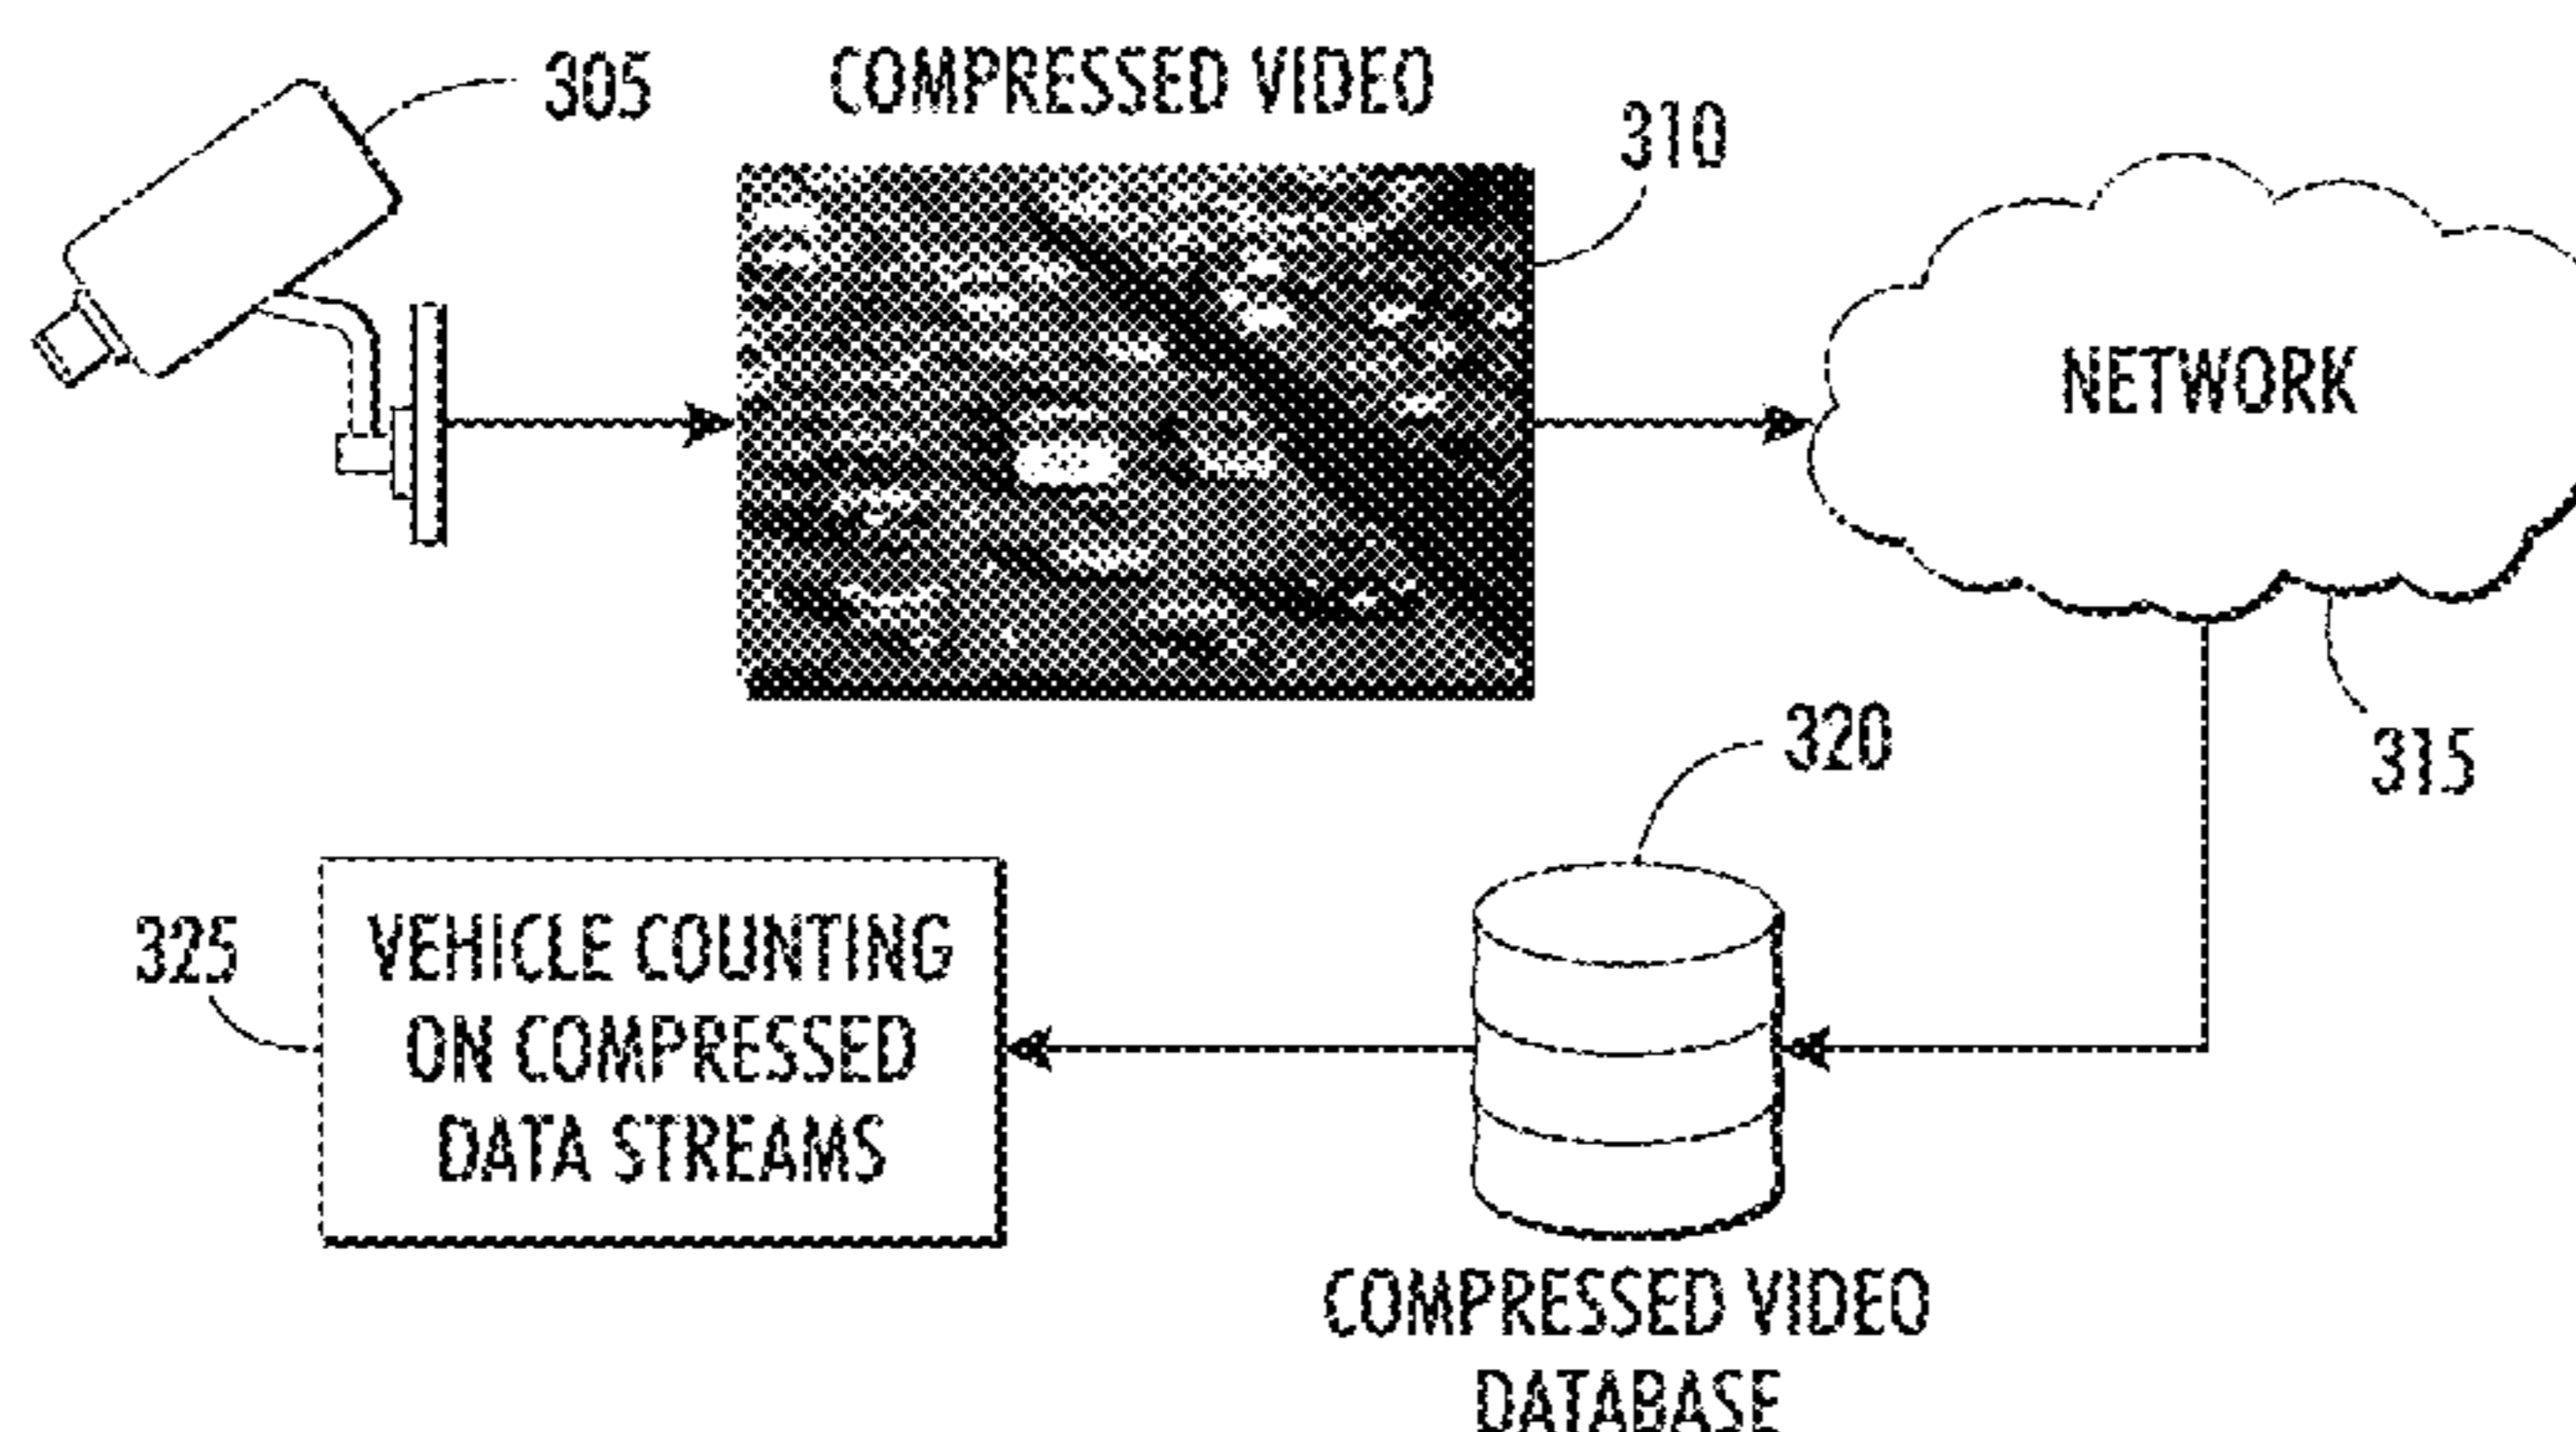 305
COMPRESSED VIDEO
310
NETWORK
315
320
325
VEHICLE COUNTING
ON COMPRESSED
DATA STREAMS
COMPRESSED VIDEO
DATABASE